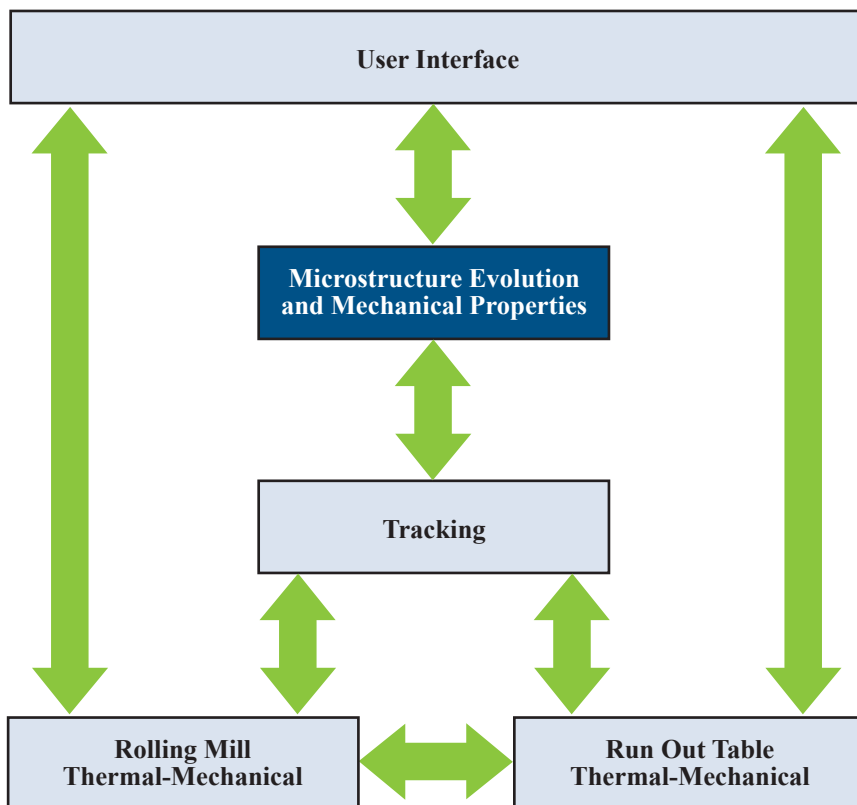 User Interface
Microstructure Evolution
and Mechanical Properties
Tracking
Rolling Mill
Thermal-Mechanical
Run Out Table
Thermal-Mechanical